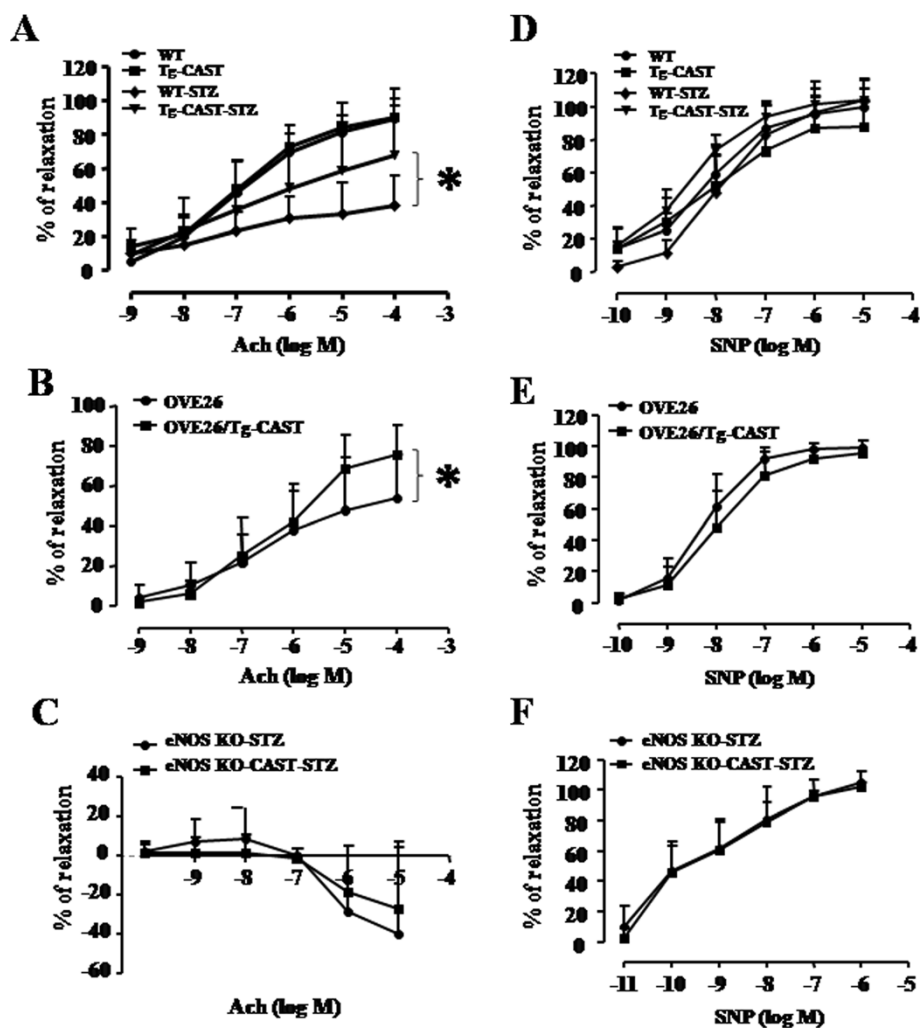 A
WT
Tg-CAST
WT-STZ
Tg-CAST-STZ
120
100
80
60
40
20
0
% of relaxation
*
-9 -8 -7 -6 -5 -4 -3
Ach (log M)
D
WT
Tg-CAST
WT-STZ
Tg-CAST-STZ
120
100
80
60
40
20
0
% of relaxation
-10 -9 -8 -7 -6 -5 -4
SNP (log M)
B
OVE26
OVE26/Tg-CAST
100
80
60
40
20
0
% of relaxation
*
-9 -8 -7 -6 -5 -4 -3
Ach (log M)
E
OVE26
OVE26/Tg-CAST
120
100
80
60
40
20
0
% of relaxation
-10 -9 -8 -7 -6 -5 -4
SNP (log M)
C
eNOS KO-STZ
eNOS KO-CAST-STZ
40
20
0
-20
-40
-60
% of relaxation
-9 -8 -7 -6 -5 -4
Ach (log M)
F
eNOS KO-STZ
eNOS KO-CAST-STZ
120
100
80
60
40
20
0
% of relaxation
-11 -10 -9 -8 -7 -6 -5
SNP (log M)